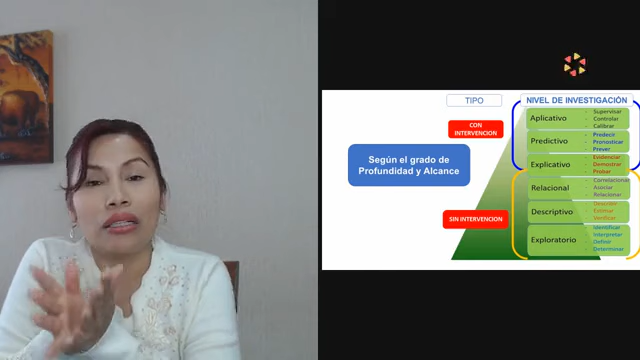 TIPO
NIVEL DE INVESTIGACIÓN
CON
INTERVENCION
Según el grado de
Profundidad y Alcance
SIN INTERVENCION
Aplicativo
- Supervisar
- Controlar
- Calibrar
Predictivo
- Predecir
- Pronosticar
- Prever
Explicativo
- Evidenciar
- Demostrar
- Probar
Relacional
- Correlacionar
- Asociar
- Relacionar
Descriptivo
- Describir
- Estimar
- Verificar
Exploratorio
- Identificar
- Interpretar
- Definir
- Determinar